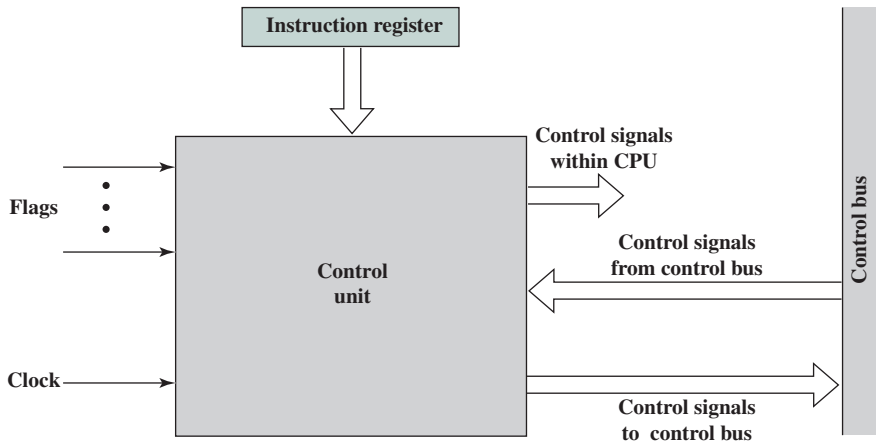 Instruction register
Control signals
within CPU
Flags
Control signals
from control bus
Control
unit
Control bus
Clock
Control signals
to control bus